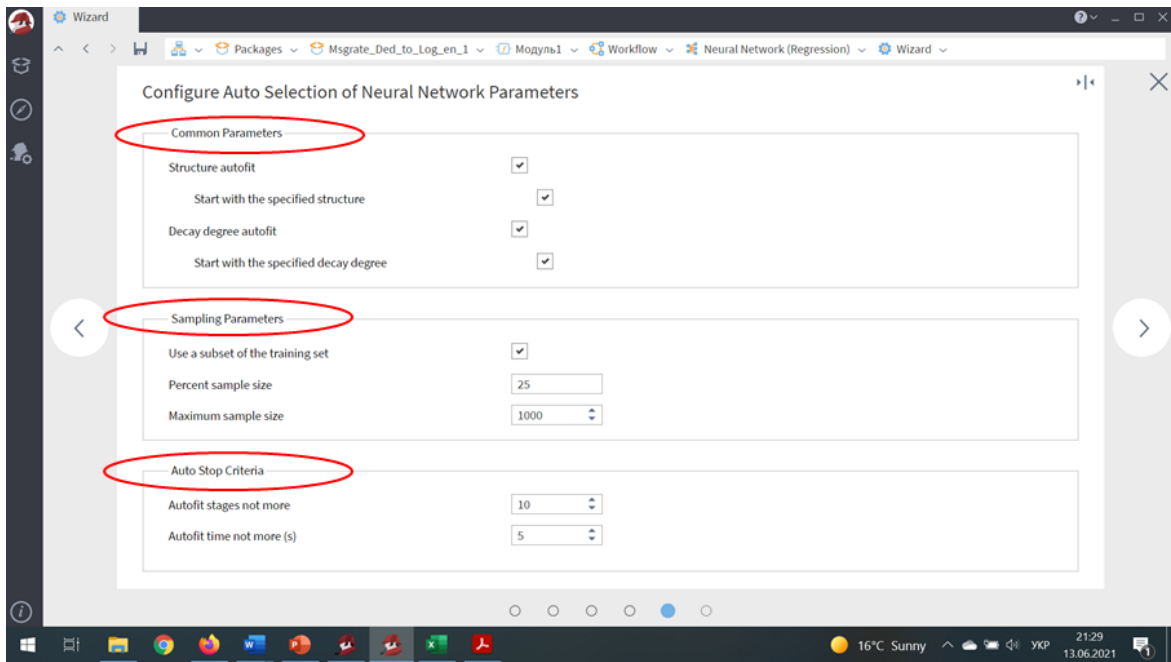 Wizard
Packages Msgrate_Ded_to_Log_en_1 Модуль1 Workflow Neural Network (Regression) Wizard
Configure Auto Selection of Neural Network Parameters
Common Parameters
Structure autofit
Start with the specified structure
Decay degree autofit
Start with the specified decay degree
Sampling Parameters
Use a subset of the training set
Percent sample size 25
Maximum sample size 1000
Auto Stop Criteria
Autofit stages not more 10
Autofit time not more (s) 5
16°C Sunny УКР 21:29
13.06.2021